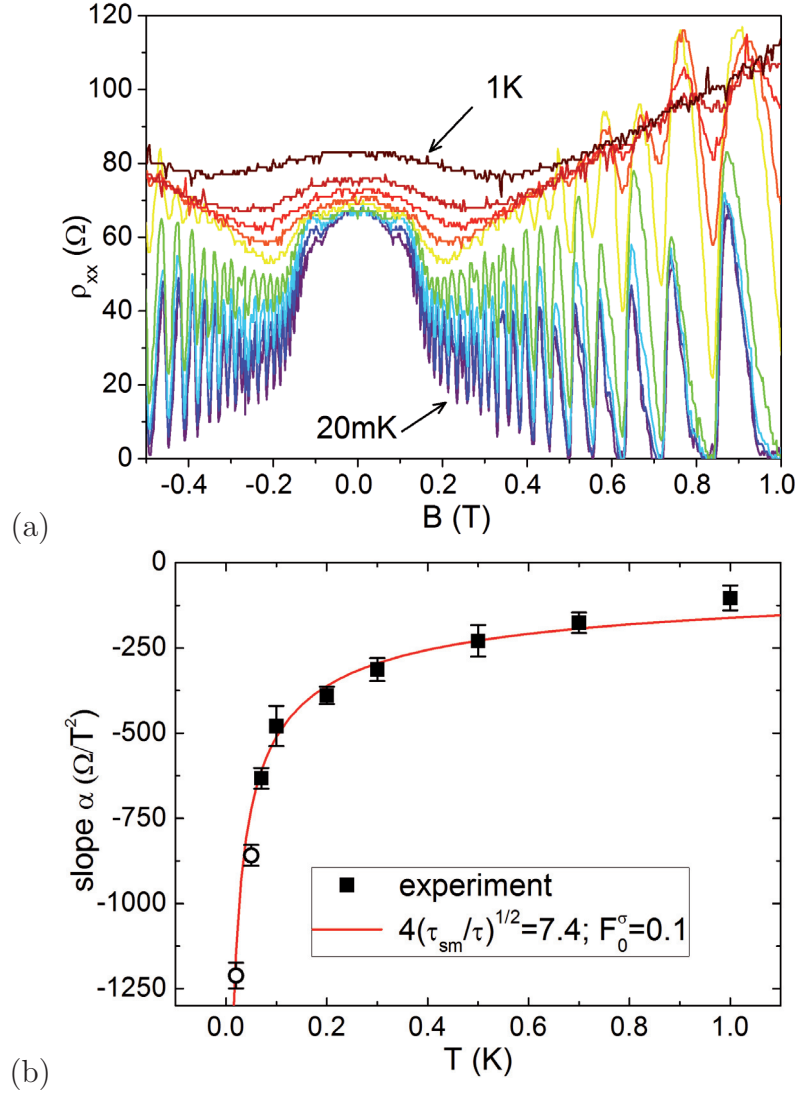 120
100
80
60
40
20
0
ρxx (Ω)
1K
20mK
-0.4 -0.2 0.0 0.2 0.4 0.6 0.8 1.0
B (T)
(a)
0
-250
-500
-750
-1000
-1250
slope α (Ω/T²)
experiment
4(τsm/τ)^1/2=7.4; F0^σ=0.1
0.0 0.2 0.4 0.6 0.8 1.0
T (K)
(b)